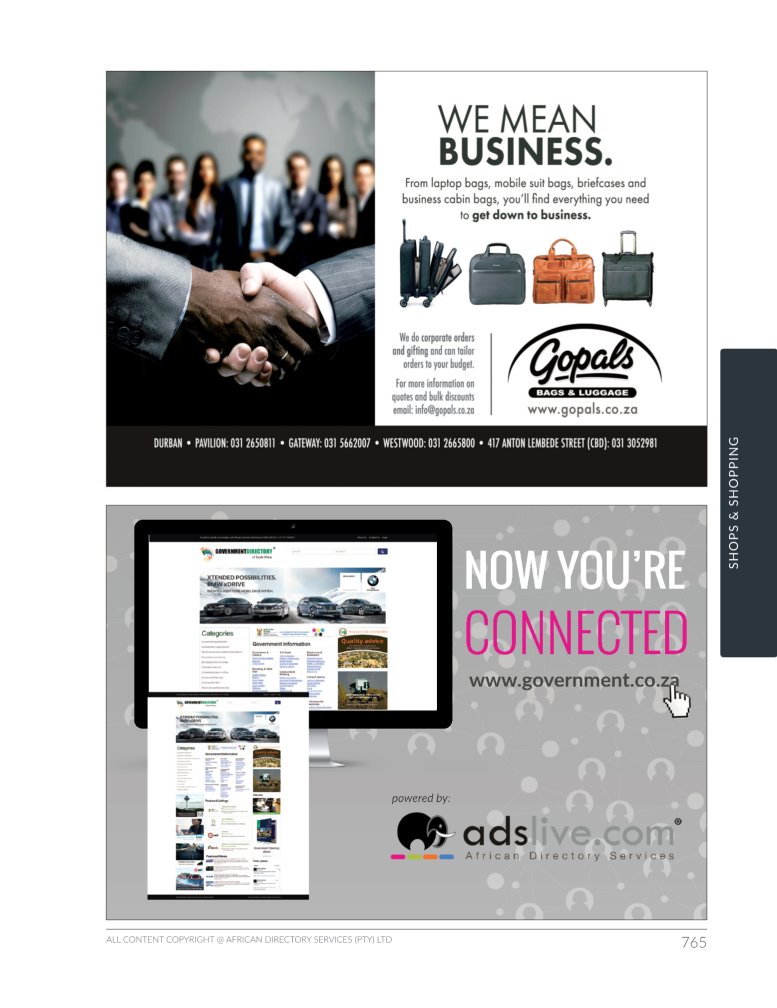 WE MEAN
BUSINESS.
From laptop bags, mobile suit bags, briefcases and
business cabin bags, you'll find everything you need
to get down to business.
We do corporate orders
and gifting and can tailor
orders to your budget.
For more information on
quotes and bulk discounts
email: info@gopals.co.za
Gopals
BAGS & LUGGAGE
www.gopals.co.za
DURBAN • PAVILION: 031 2650811 • GATEWAY: 031 5662007 • WESTWOOD: 031 2665800 • 417 ANTON LEMBEDE STREET (CBD): 031 3052981
SHOPS & SHOPPING
GOVERNMENTDIRECTORY
of South Africa
XTENDED POSSIBILITIES.
BMW xDRIVE
Categories
Government Information
Quality advice
NOW YOU'RE
CONNECTED
www.government.co.za
powered by:
adslive.com®
African Directory Services
ALL CONTENT COPYRIGHT @ AFRICAN DIRECTORY SERVICES (PTY) LTD
765